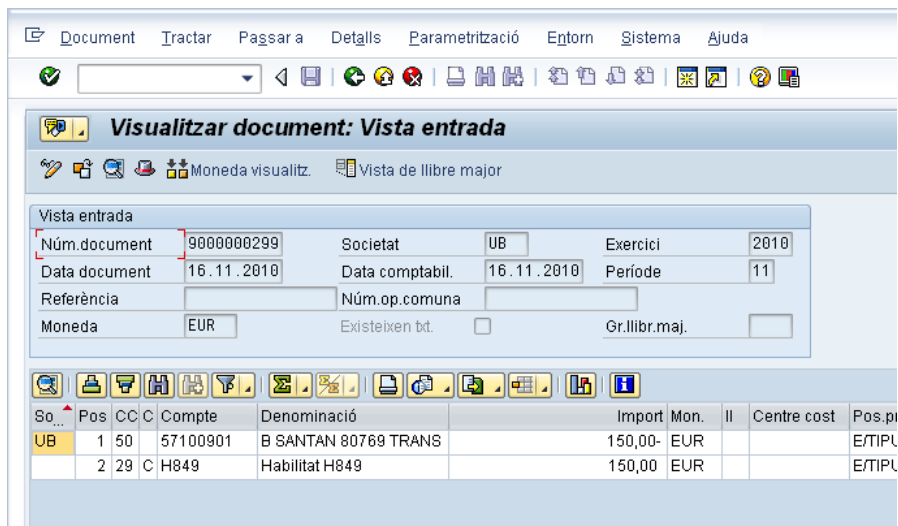 Document Tractar Passar a Detalls Parametrització Entorn Sistema Ajuda
Visualitzar document: Vista entrada
Moneda visualitz. Vista de llibre major
Vista entrada
Núm.document 9000000299 Societat UB Exercici 2010
Data document 16.11.2010 Data comptabil. 16.11.2010 Període 11
Referència Núm.op.comuna
Moneda EUR Existeixen txt. Gr.llibr.maj.
So... Pos CC C Compte Denominació Import Mon. II Centre cost Pos.pr
UB 1 50 57100901 B SANTAN 80769 TRANS 150,00- EUR E/TIPU
2 29 C H849 Habilitat H849 150,00 EUR E/TIPU